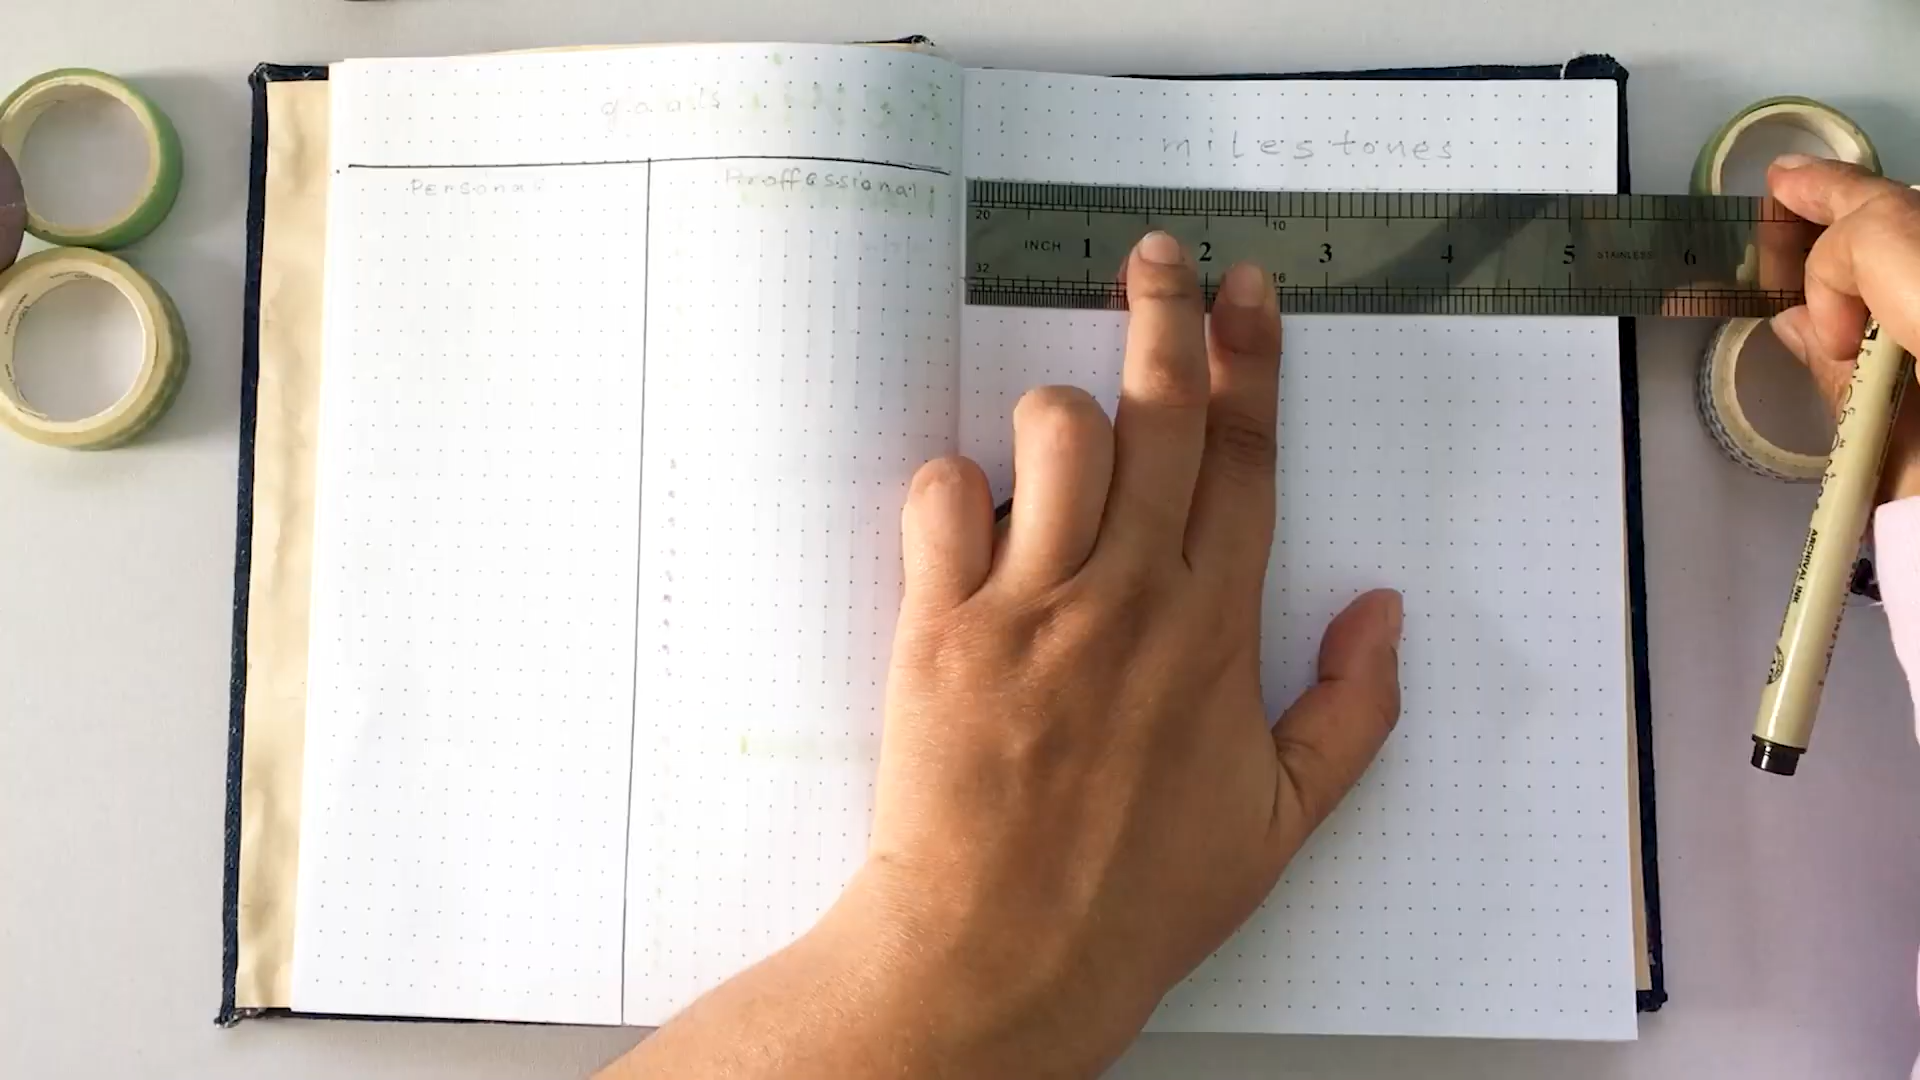 goals
Personal
Proffessional
milestones
20 10
INCH 1 2 3 4 5 STAINLESS 6
32 16
ARCHIVAL INK